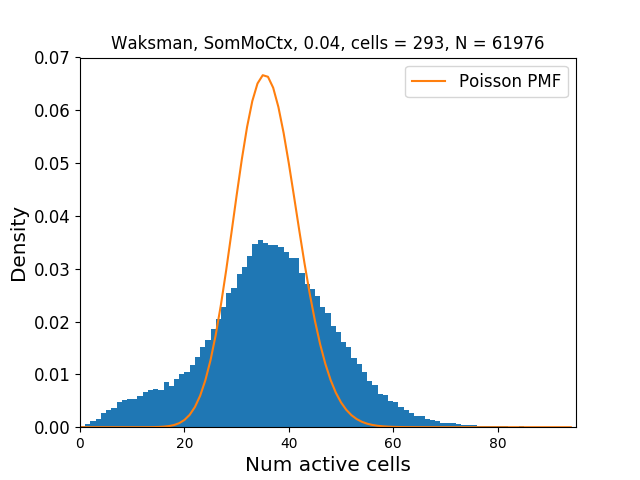 Waksman, SomMoCtx, 0.04, cells = 293, N = 61976
Poisson PMF
0.07
0.06
0.05
0.04
0.03
0.02
0.01
0.00
Density
0 20 40 60 80
Num active cells